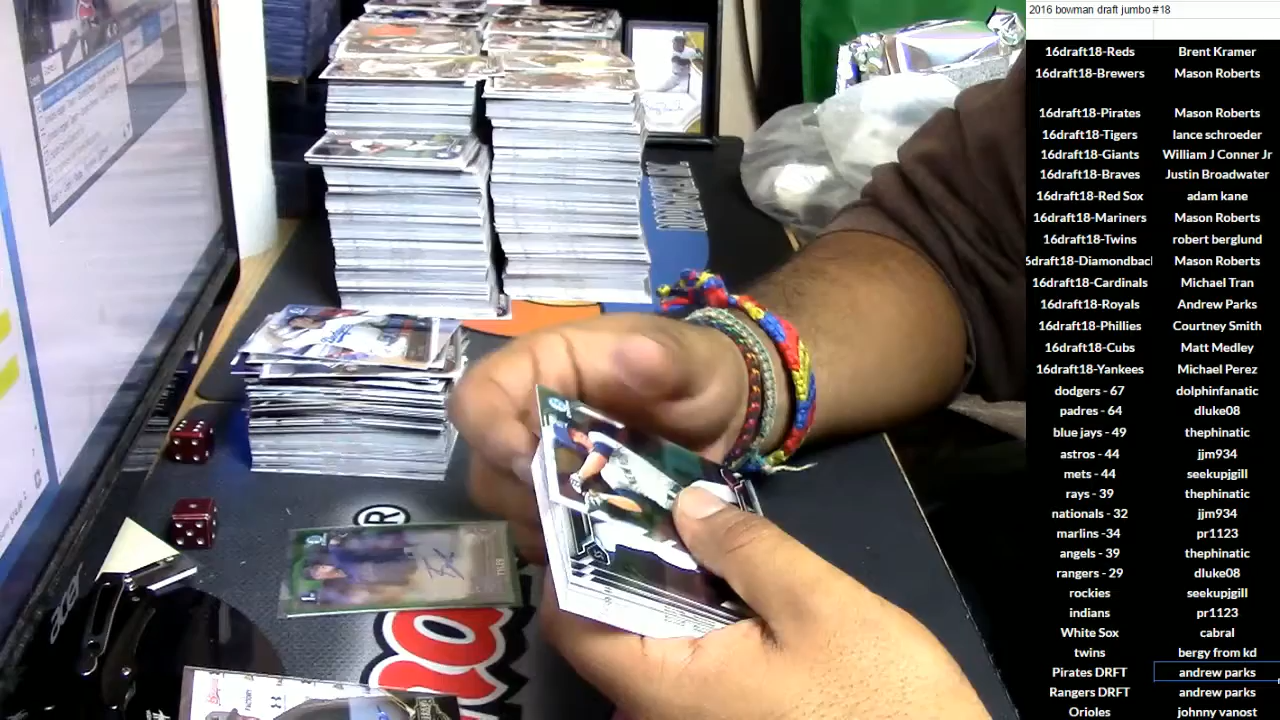 2016 bowman draft jumbo #18
16draft18-Reds Brent Kramer
16draft18-Brewers Mason Roberts
16draft18-Pirates Mason Roberts
16draft18-Tigers lance schroeder
16draft18-Giants William J Conner Jr
16draft18-Braves Justin Broadwater
16draft18-Red Sox adam kane
16draft18-Mariners Mason Roberts
16draft18-Twins robert berglund
6draft18-Diamondbacl Mason Roberts
16draft18-Cardinals Michael Tran
16draft18-Royals Andrew Parks
16draft18-Phillies Courtney Smith
16draft18-Cubs Matt Medley
16draft18-Yankees Michael Perez
dodgers - 67 dolphinfanatic
padres - 64 dluke08
blue jays - 49 thephinatic
astros - 44 jjm934
mets - 44 seekupjgill
rays - 39 thephinatic
nationals - 32 jjm934
marlins -34 pr1123
angels - 39 thephinatic
rangers - 29 dluke08
rockies seekupjgill
indians pr1123
White Sox cabral
twins bergy from kd
Pirates DRFT andrew parks
Rangers DRFT andrew parks
Orioles johnny vanost
acer
®